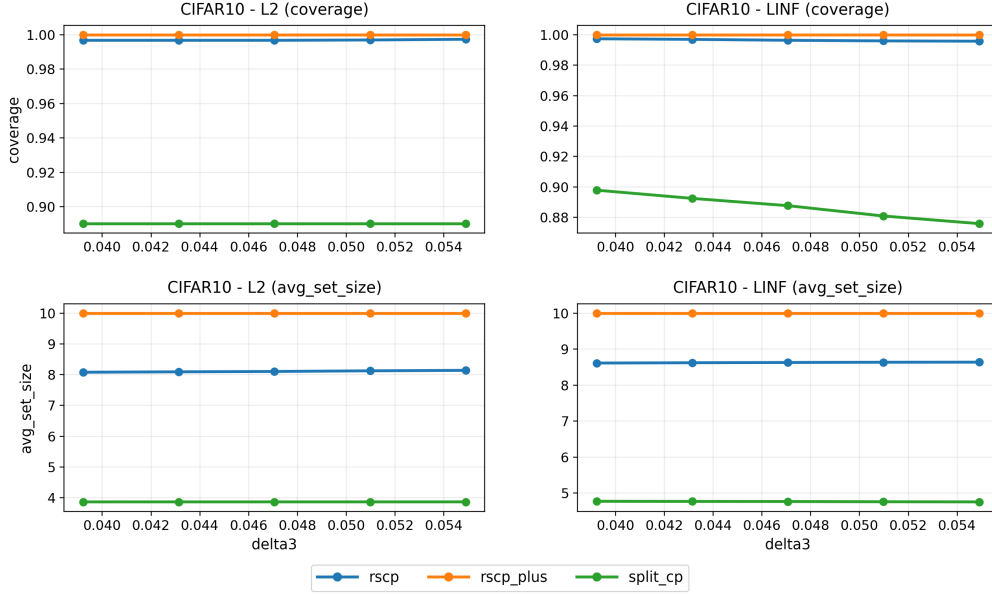 CIFAR10 - L2 (coverage)
1.00
0.98
0.96
0.94
0.92
0.90
coverage
0.040 0.042 0.044 0.046 0.048 0.050 0.052 0.054
CIFAR10 - LINF (coverage)
1.00
0.98
0.96
0.94
0.92
0.90
0.88
0.040 0.042 0.044 0.046 0.048 0.050 0.052 0.054
CIFAR10 - L2 (avg_set_size)
10
9
8
7
6
5
4
avg_set_size
0.040 0.042 0.044 0.046 0.048 0.050 0.052 0.054
delta3
CIFAR10 - LINF (avg_set_size)
10
9
8
7
6
5
0.040 0.042 0.044 0.046 0.048 0.050 0.052 0.054
delta3
rscp rscp_plus split_cp